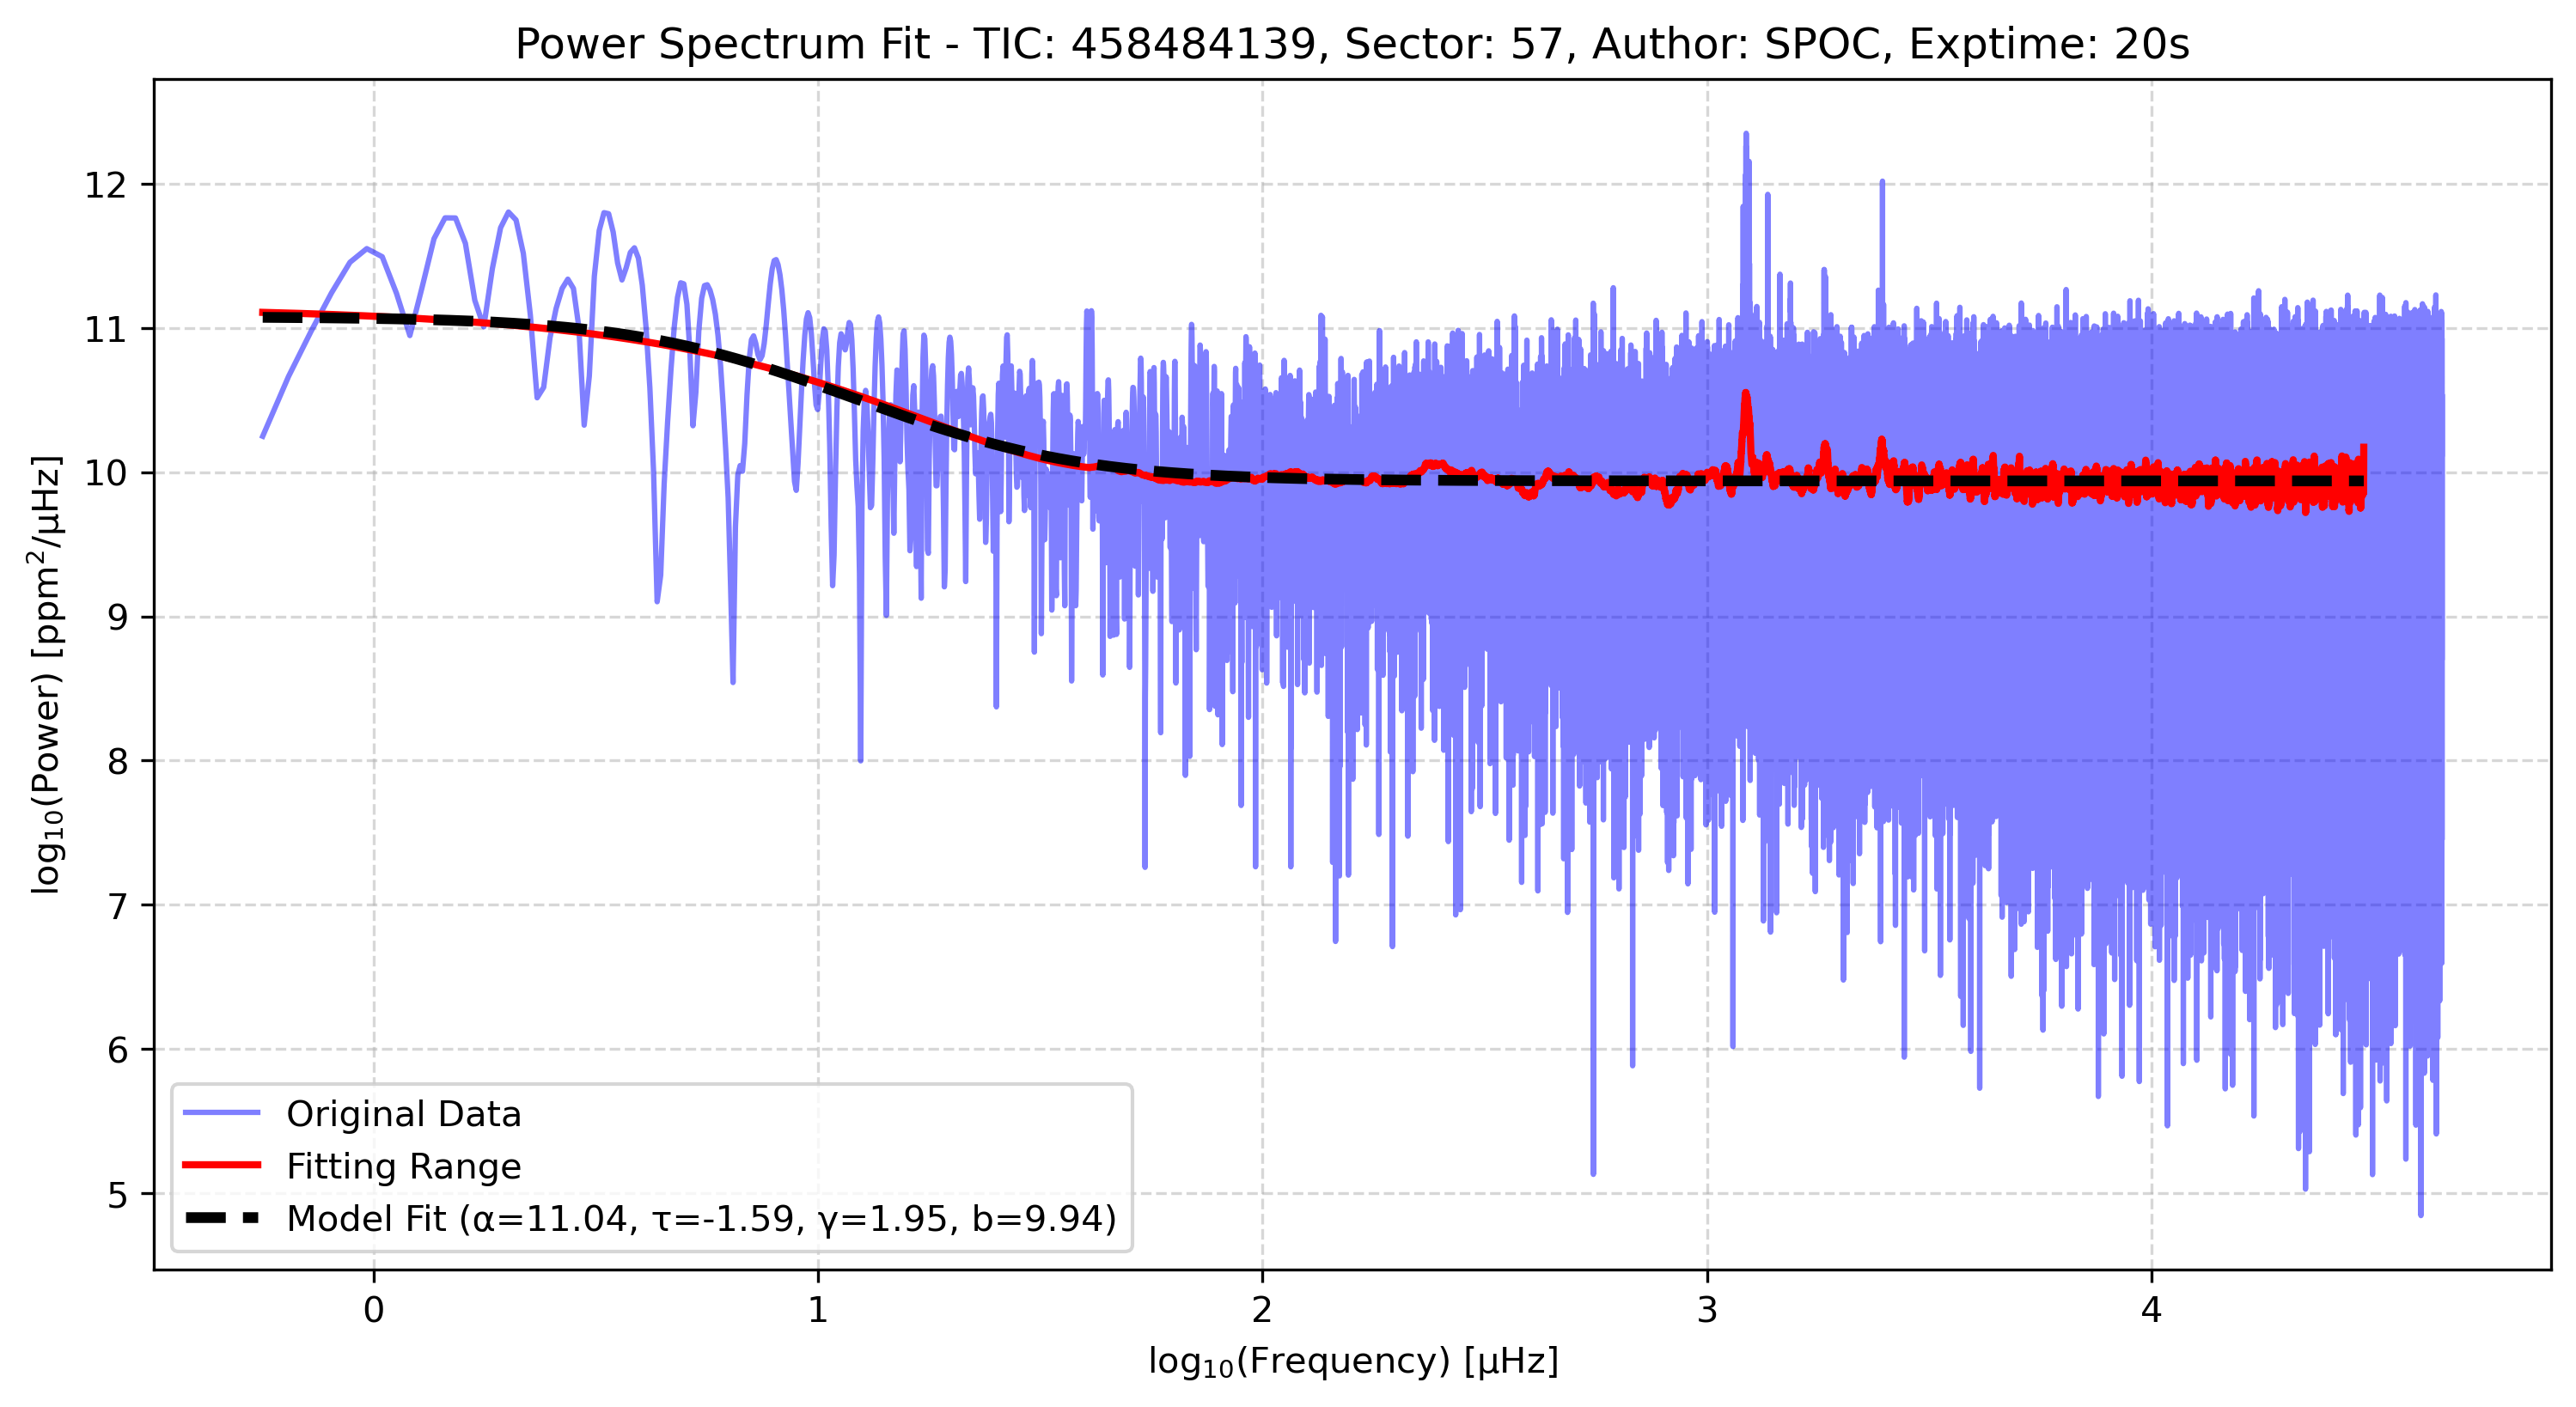 Power Spectrum Fit - TIC: 458484139, Sector: 57, Author: SPOC, Exptime: 20s
log₁₀(Power) [ppm²/μHz]
12
11
10
9
8
7
6
5
Original Data
Fitting Range
Model Fit (α=11.04, τ=-1.59, γ=1.95, b=9.94)
0 1 2 3 4
log₁₀(Frequency) [μHz]